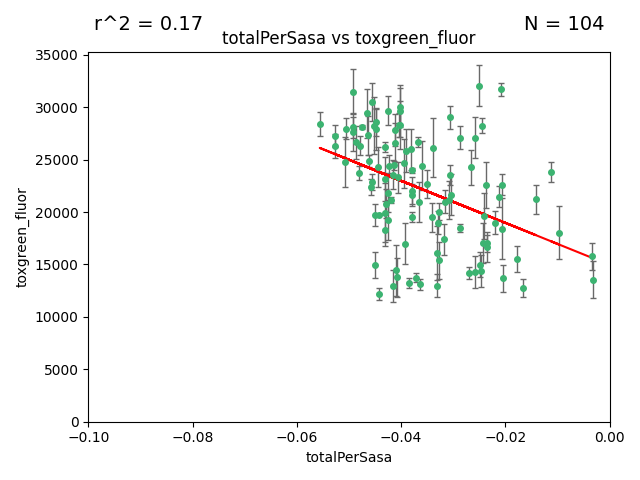 r^2 = 0.17 N = 104
totalPerSasa vs toxgreen_fluor
35000
30000
25000
20000
15000
10000
5000
0
toxgreen_fluor
−0.10 −0.08 −0.06 −0.04 −0.02 0.00
totalPerSasa